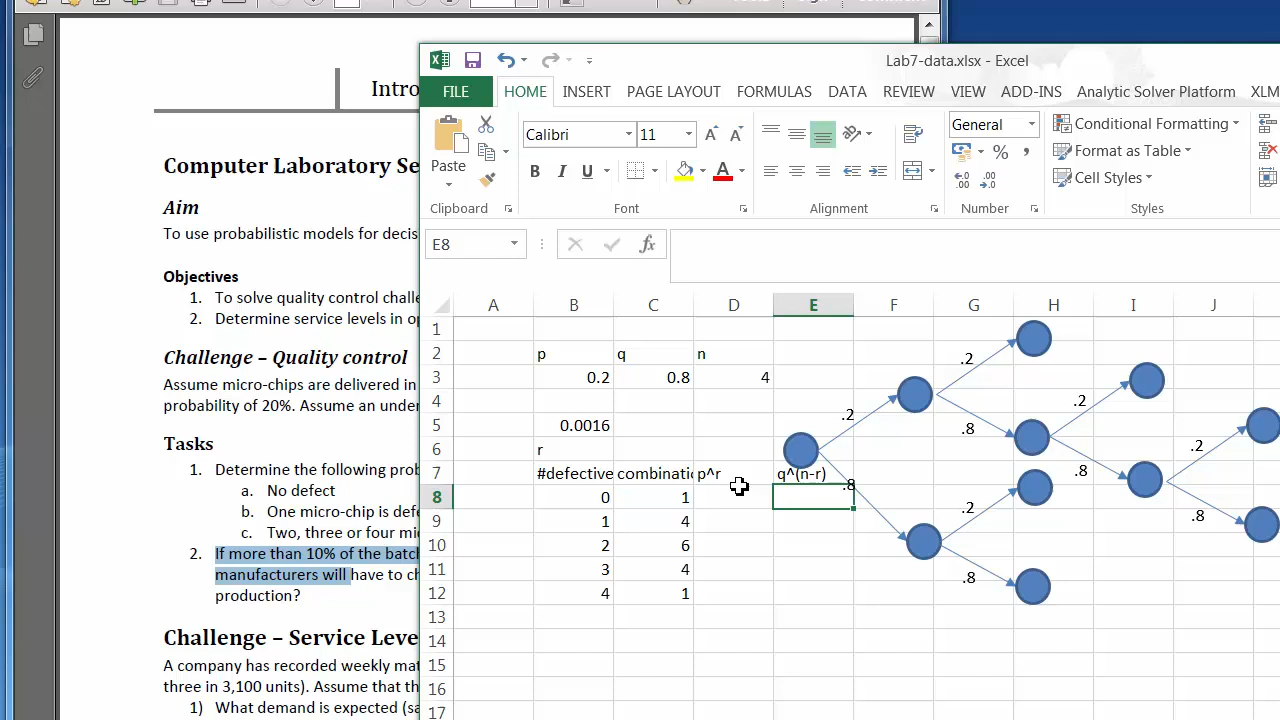 Intro
Computer Laboratory Se
Aim
To use probabilistic models for decis
Objectives
1. To solve quality control challe
2. Determine service levels in op
Challenge – Quality control
Assume micro-chips are delivered in
probability of 20%. Assume an under
Tasks
1. Determine the following prob
a. No defect
b. One micro-chip is defe
c. Two, three or four mi
2. If more than 10% of the batch
manufacturers will have to ch
production?
Challenge – Service Leve
A company has recorded weekly mat
three in 3,100 units). Assume that th
1) What demand is expected (sa
Lab7-data.xlsx - Excel
FILE HOME INSERT PAGE LAYOUT FORMULAS DATA REVIEW VIEW ADD-INS Analytic Solver Platform XLM
Paste
Calibri 11
B I U
General
% ,
Conditional Formatting
Format as Table
Cell Styles
Clipboard Font Alignment Number Styles
E8 fx
A B C D E F G H I J
1
2 p q n
3 0.2 0.8 4
4
5 0.0016
6 r
7 #defective combinatio p^r q^(n-r)
8 0 1
9 1 4
10 2 6
11 3 4
12 4 1
13
14
15
16
17
.2
.2
.2
.8
.2
.8
.8
.2
.8
.8